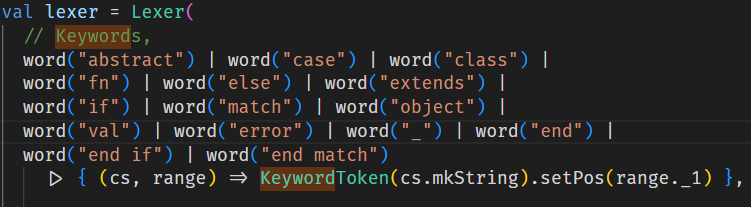 val lexer = Lexer(
// Keywords,
word("abstract") | word("case") | word("class") |
word("fn") | word("else") | word("extends") |
word("if") | word("match") | word("object") |
word("val") | word("error") | word("_") | word("end") |
word("end if") | word("end match")
|> { (cs, range) => KeywordToken(cs.mkString).setPos(range._1) },